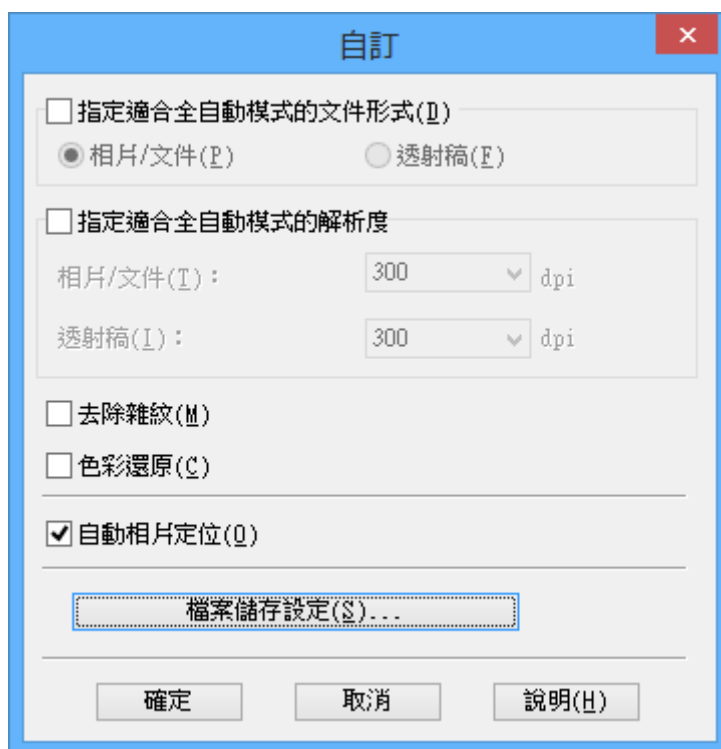 自訂
指定適合全自動模式的文件形式(D)
相片/文件(P) 透射稿(F)
指定適合全自動模式的解析度
相片/文件(T)： 300 dpi
透射稿(I)： 300 dpi
去除雜紋(M)
色彩還原(C)
自動相片定位(O)
檔案儲存設定(S)...
確定 取消 說明(H)